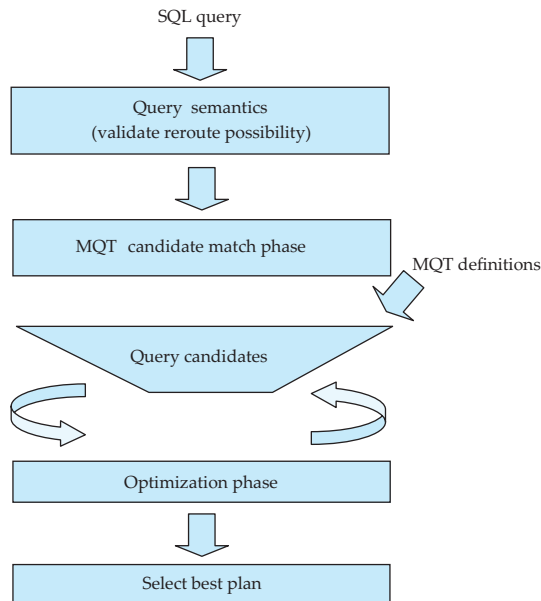 SQL query
Query semantics
(validate reroute possibility)
MQT candidate match phase
MQT definitions
Query candidates
Optimization phase
Select best plan